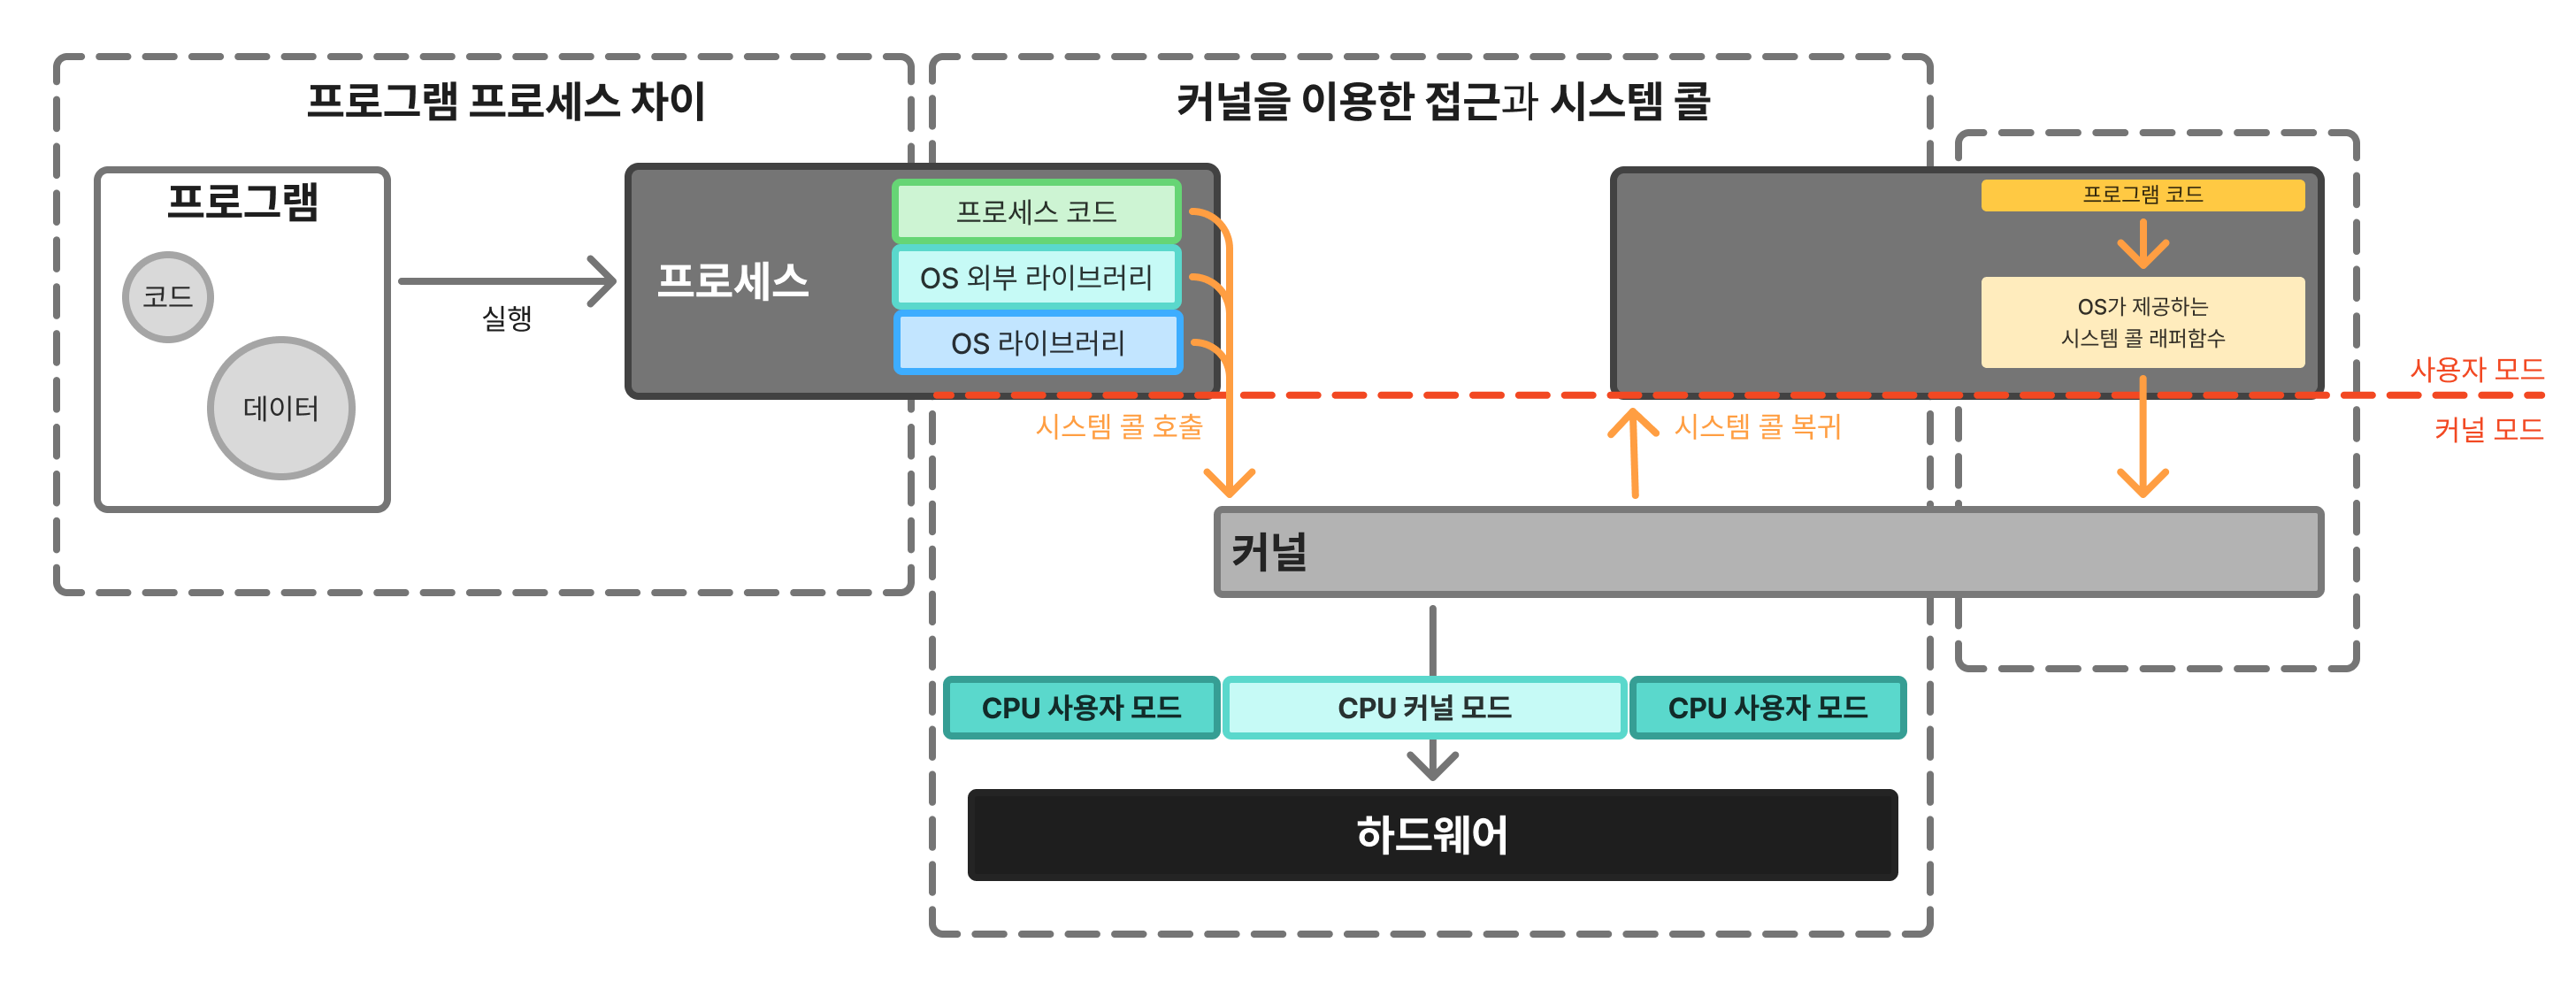 프로그램 프로세스 차이
프로그램
코드
데이터
실행
프로세스
커널을 이용한 접근과 시스템 콜
프로세스 코드
OS 외부 라이브러리
OS 라이브러리
시스템 콜 호출
시스템 콜 복귀
프로그램 코드
OS가 제공하는
시스템 콜 래퍼함수
사용자 모드
커널 모드
커널
CPU 사용자 모드
CPU 커널 모드
CPU 사용자 모드
하드웨어